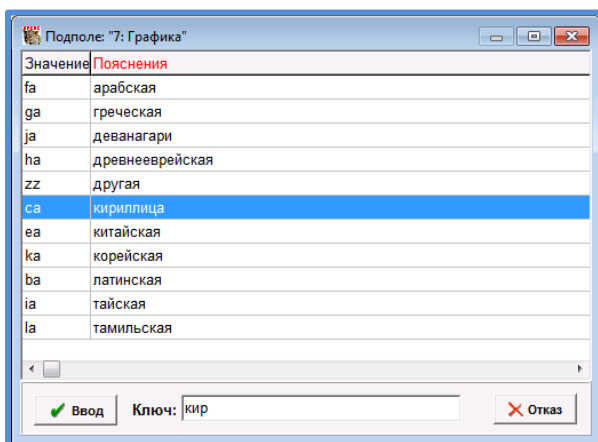 Подполе: "7: Графика"
Значение Пояснения
fa арабская
ga греческая
ja деванагари
ha древнееврейская
zz другая
ca кириллица
ea китайская
ka корейская
ba латинская
ia тайская
la тамильская
Ввод Ключ: кир Отказ